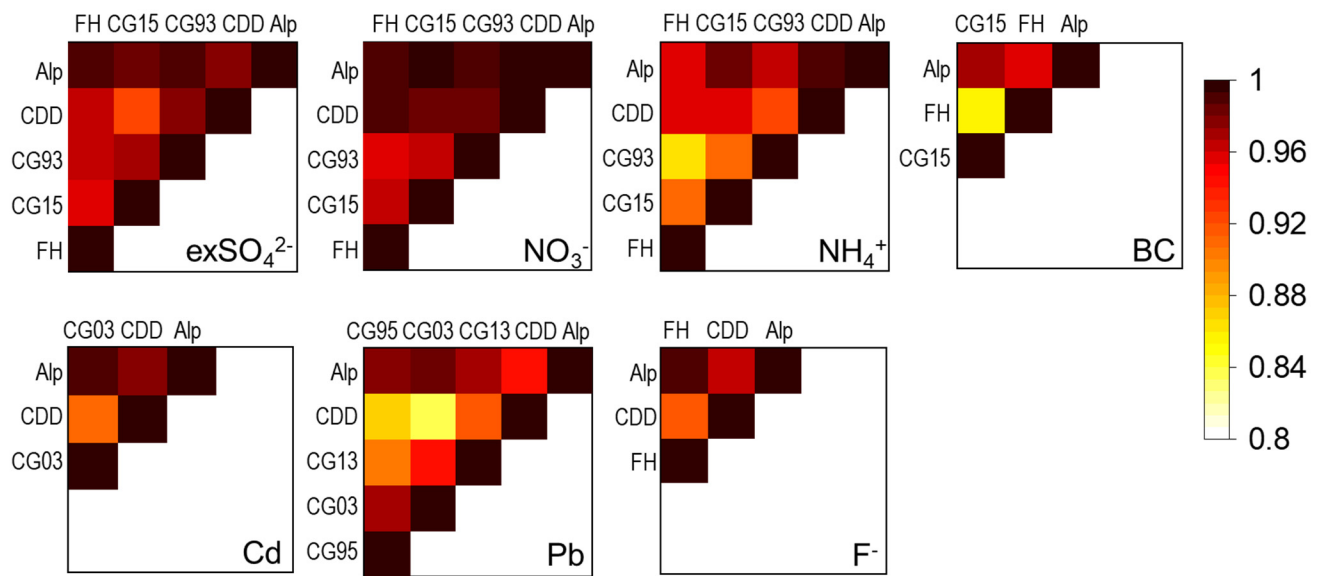 FH CG15 CG93 CDD Alp
Alp
CDD
CG93
CG15
FH
exSO₄²⁻
FH CG15 CG93 CDD Alp
Alp
CDD
CG93
CG15
FH
NO₃⁻
FH CG15 CG93 CDD Alp
Alp
CDD
CG93
CG15
FH
NH₄⁺
CG15 FH Alp
Alp
FH
CG15
BC
1
0.96
0.92
0.88
0.84
0.8
CG03 CDD Alp
Alp
CDD
CG03
Cd
CG95 CG03 CG13 CDD Alp
Alp
CDD
CG13
CG03
CG95
Pb
FH CDD Alp
Alp
CDD
FH
F⁻